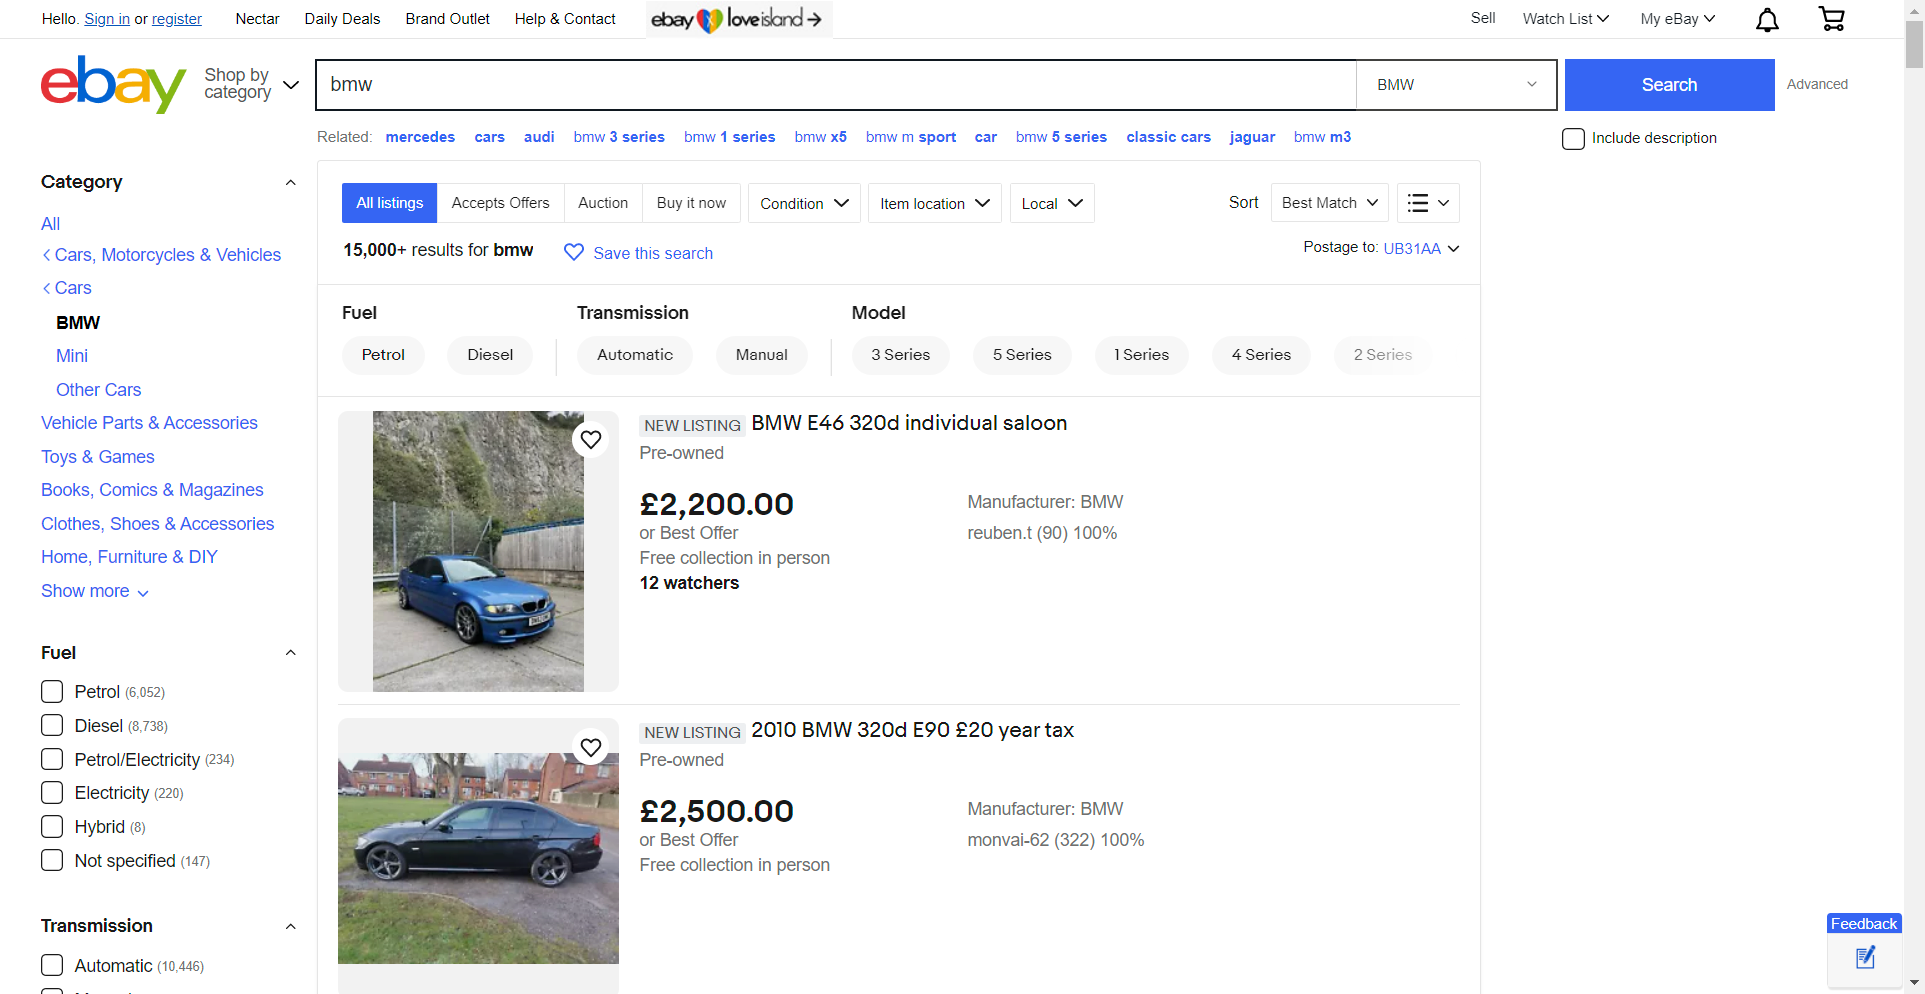 Hello. Sign in or register
Nectar
Daily Deals
Brand Outlet
Help & Contact
ebay love island
Sell
Watch List
My eBay
ebay
Shop by category
bmw
BMW
Search
Advanced
Related: mercedes cars audi bmw 3 series bmw 1 series bmw x5 bmw m sport car bmw 5 series classic cars jaguar bmw m3
Include description
Category
All
Cars, Motorcycles & Vehicles
Cars
BMW
Mini
Other Cars
Vehicle Parts & Accessories
Toys & Games
Books, Comics & Magazines
Clothes, Shoes & Accessories
Home, Furniture & DIY
Show more
Fuel
Petrol (6,052)
Diesel (8,738)
Petrol/Electricity (234)
Electricity (220)
Hybrid (8)
Not specified (147)
Transmission
Automatic (10,446)
All listings
Accepts Offers
Auction
Buy it now
Condition
Item location
Local
Sort
Best Match
15,000+ results for bmw
Save this search
Postage to: UB31AA
Fuel
Petrol
Diesel
Transmission
Automatic
Manual
Model
3 Series
5 Series
1 Series
4 Series
2 Series
NEW LISTING BMW E46 320d individual saloon
Pre-owned
£2,200.00
or Best Offer
Free collection in person
12 watchers
Manufacturer: BMW
reuben.t (90) 100%
NEW LISTING 2010 BMW 320d E90 £20 year tax
Pre-owned
£2,500.00
or Best Offer
Free collection in person
Manufacturer: BMW
monvai-62 (322) 100%
Feedback